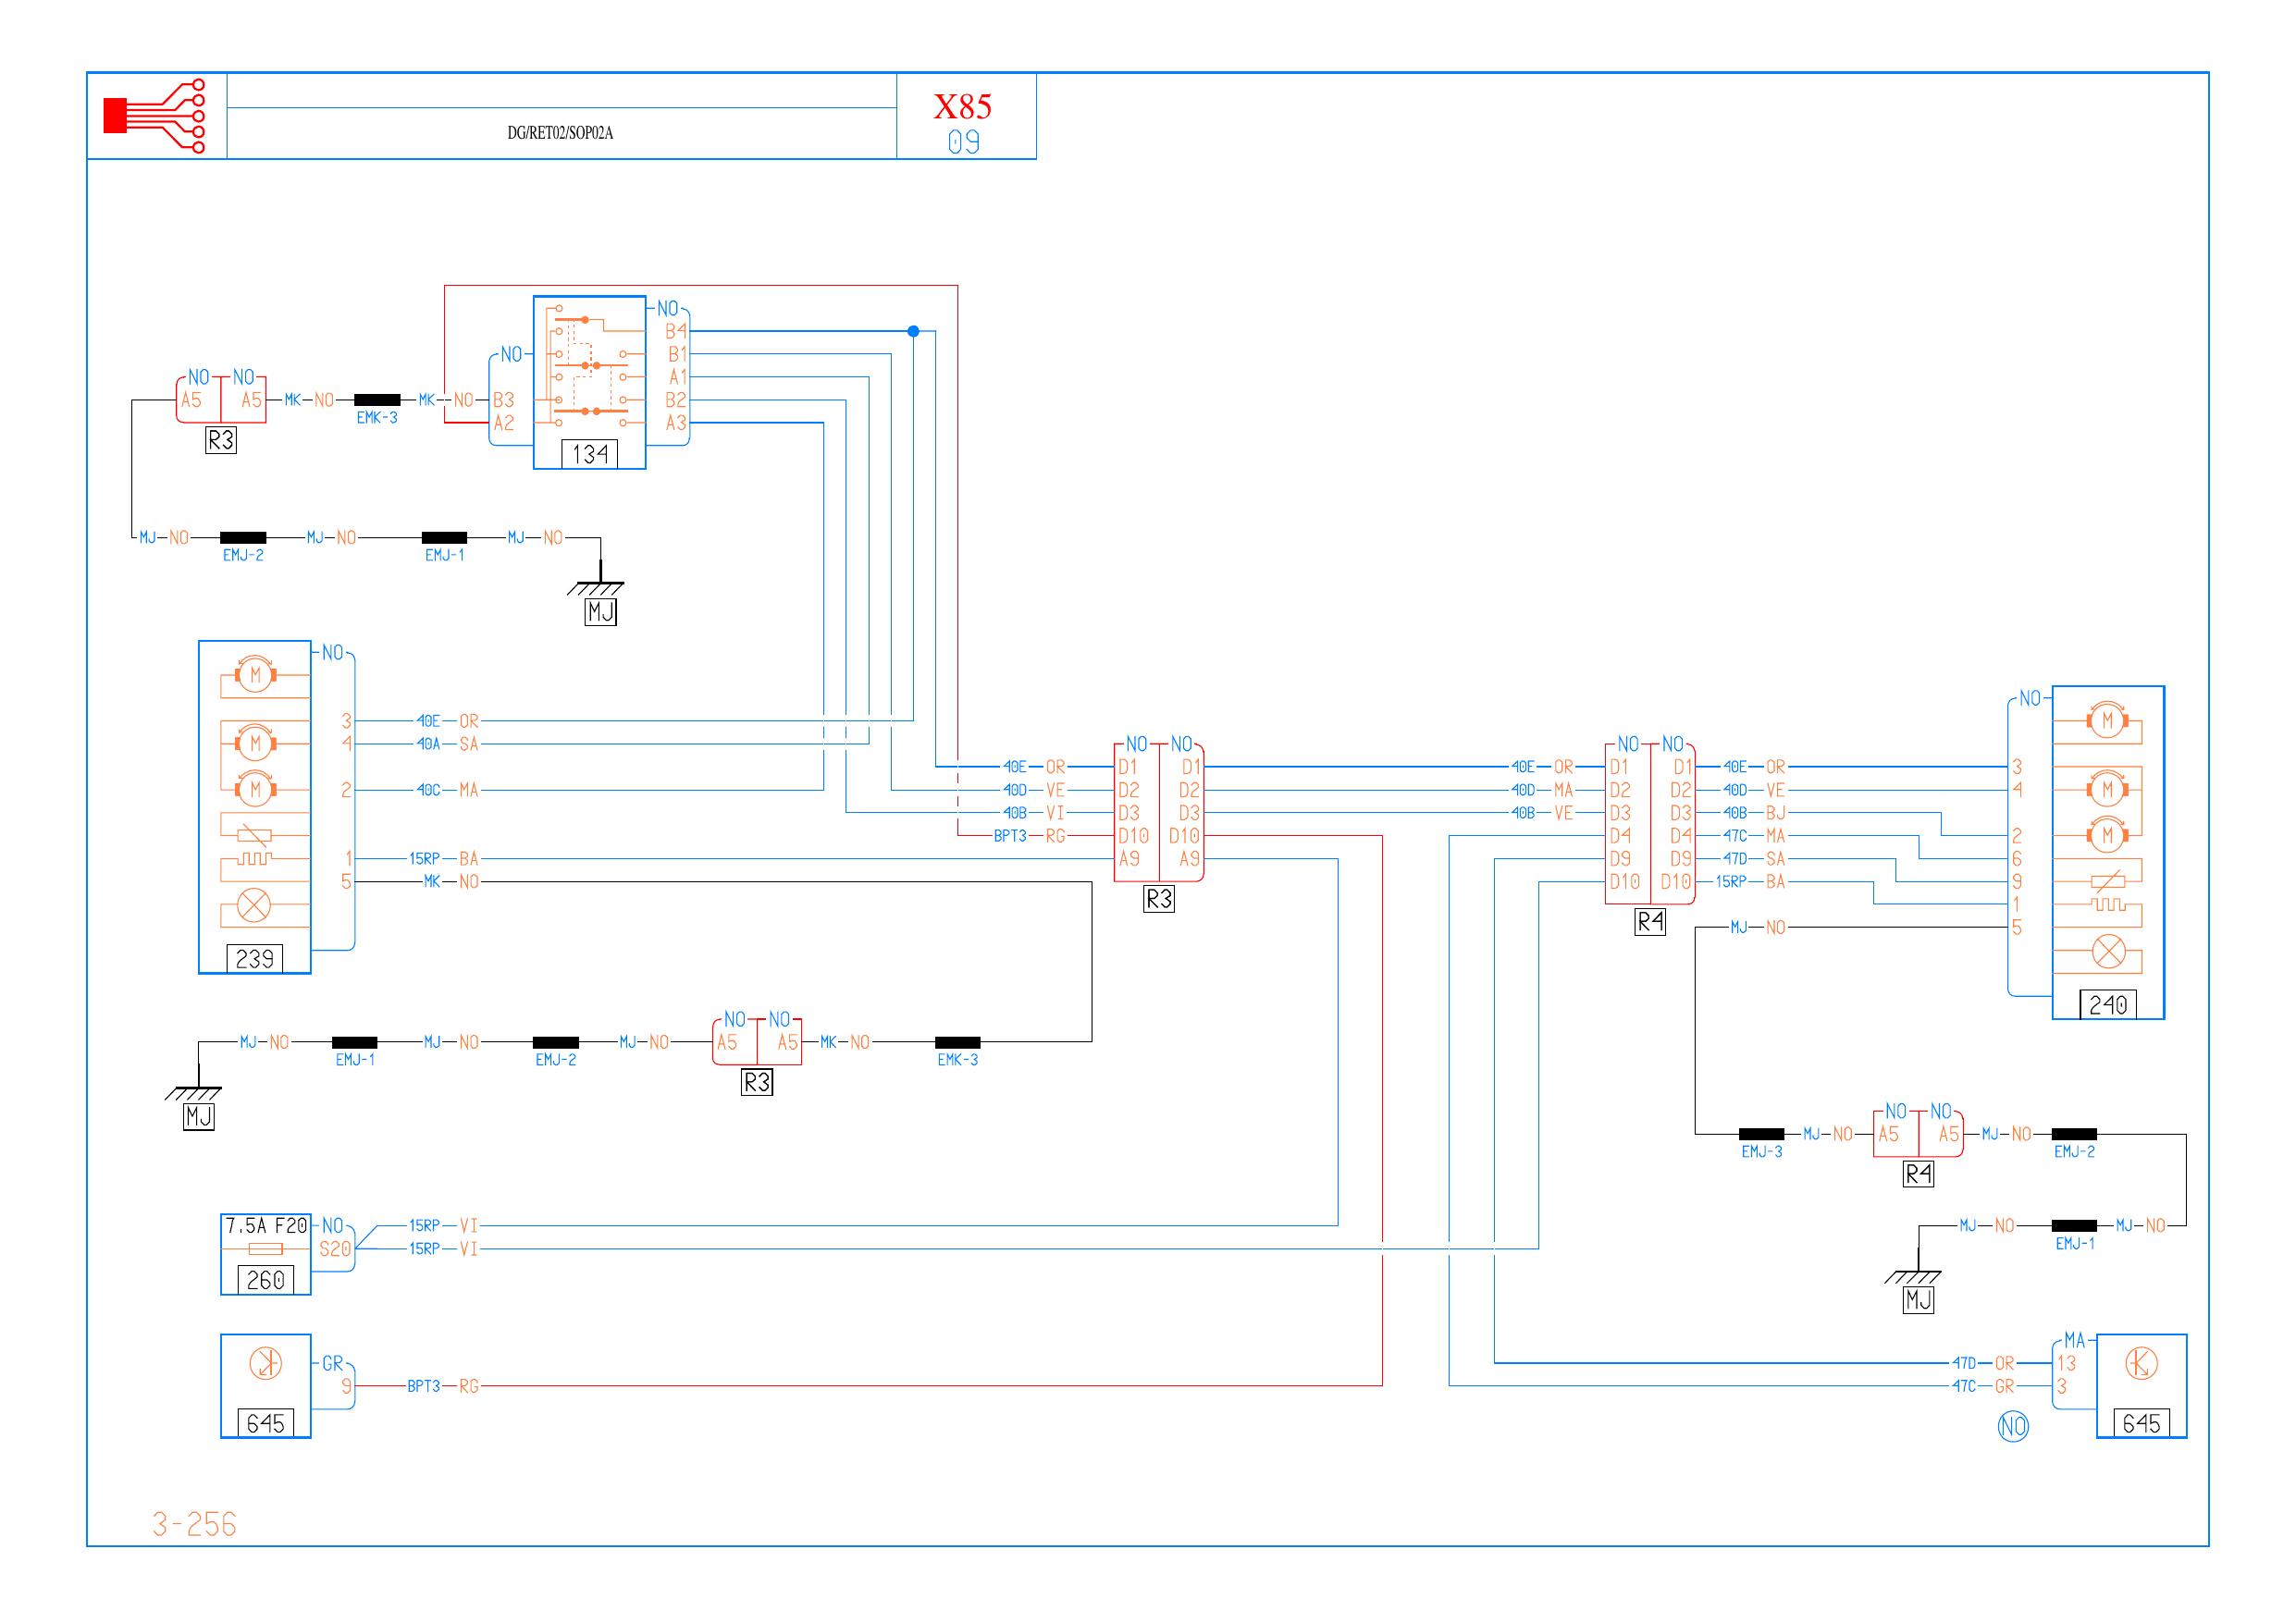 X85
DG/RET02/SOP02A
09
NO
B4
NO B1
A1
NO NO
A5 A5 MK NO EMK-3 MK NO B3 B2
A2 A3
R3
134
MJ NO EMJ-2 MJ NO EMJ-1 MJ NO
MJ
NO
M
3 40E OR
M 4 40A SA
M 2 40C MA
1 15RP BA
5 MK NO
239
NO NO
40E OR D1 D1 40E OR
40D VE D2 D2 40D MA
40B VI D3 D3 40B VE
BPT3 RG D10 D10
A9 A9
R3
NO NO
D1 D1 40E OR
D2 D2 40D VE
D3 D3 40B BJ
D4 D4 47C MA
D9 D9 47D SA
D10 D10 15RP BA
R4
MJ NO
NO
M
3
4 M
2 M
6
9
1
5
240
NO NO
MJ NO EMJ-1 MJ NO EMJ-2 MJ NO A5 A5 MK NO EMK-3
R3
MJ
NO NO
EMJ-3 MJ NO A5 A5 MJ NO EMJ-2
R4
MJ NO EMJ-1 MJ NO
MJ
7.5A F20 NO 15RP VI
S20 15RP VI
260
GR
9 BPT3 RG
645
MA
47D OR 13
47C GR 3
NO
645
3-256